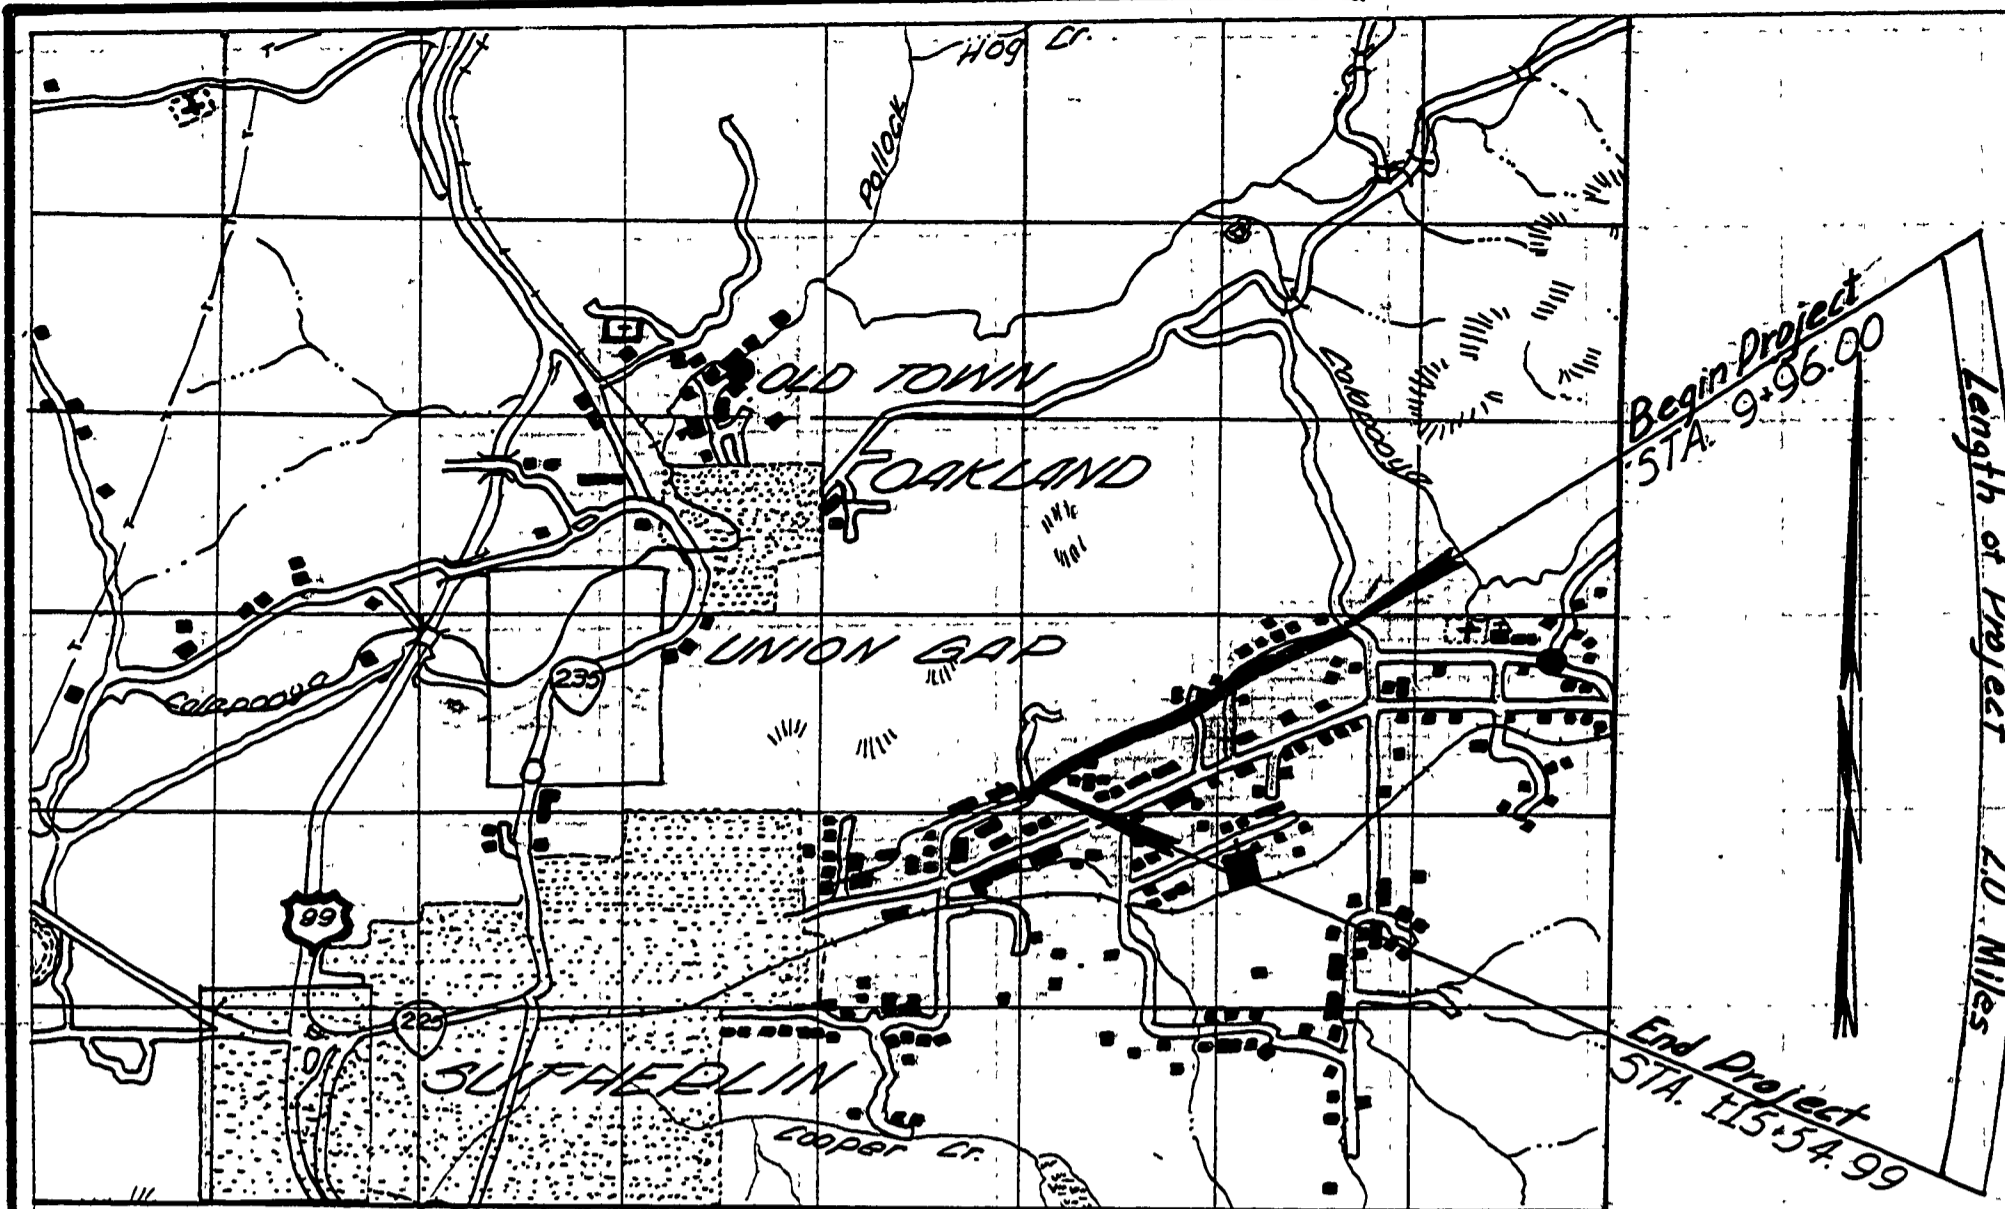 Hog Cr.
Pollock
OLD TOWN
Calapooya
OAKLAND
UNION GAP
235
Calapooya
99
225
SUTHERLIN
Cooper Cr.
Begin Project
STA. 9+96.00
Length of Project 2.0 Miles
End Project
STA. 115+54.99
T
T
T
T
T
T
T
T